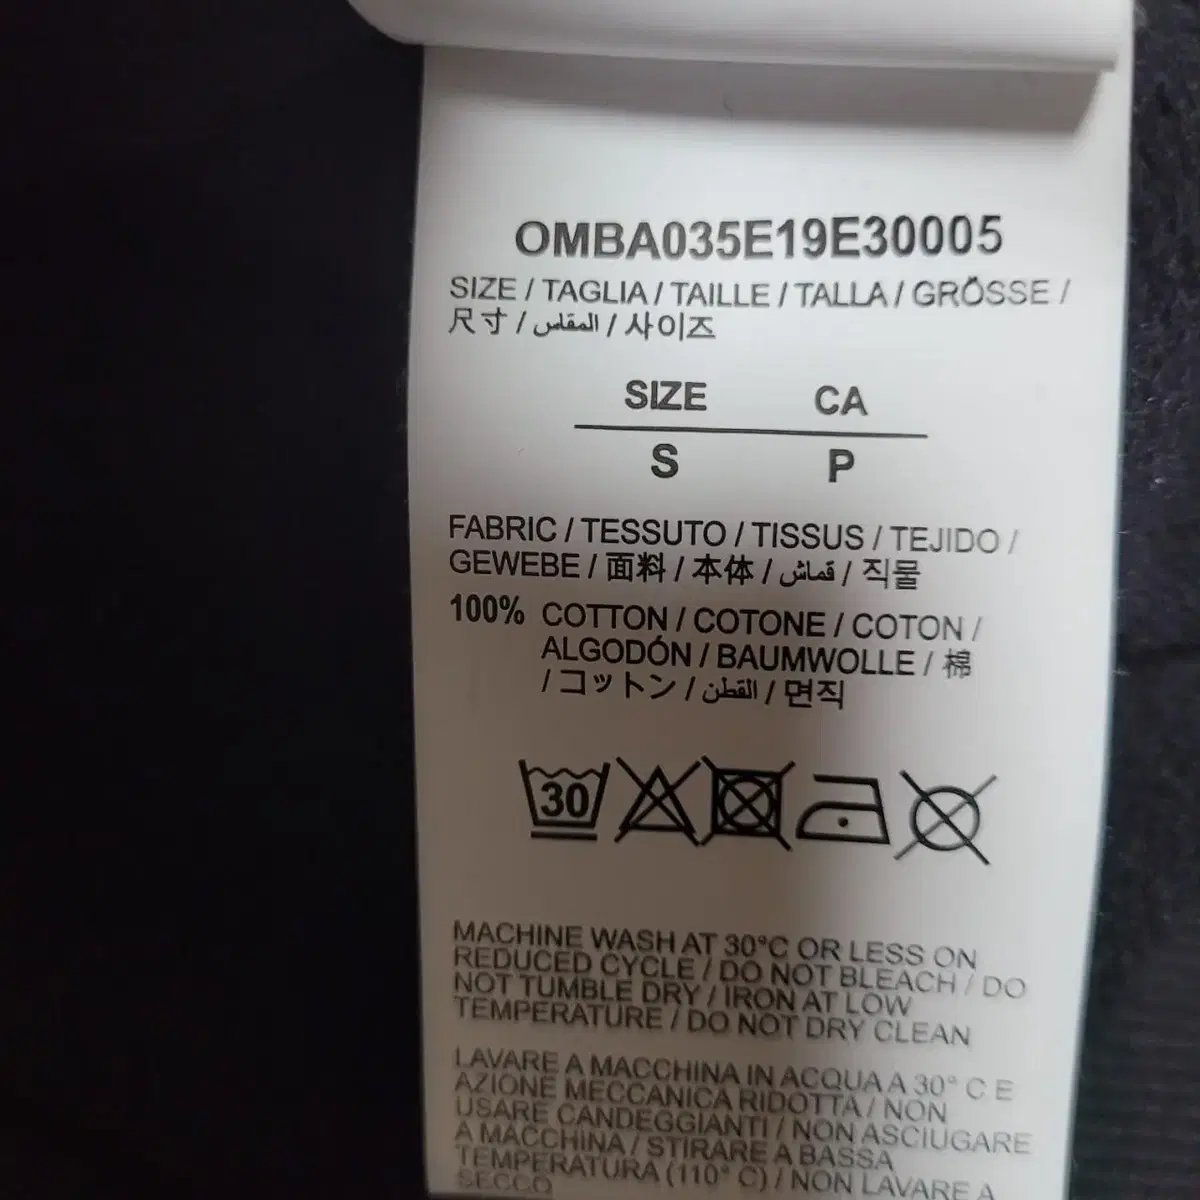 OMBA035E19E30005
SIZE / TAGLIA / TAILLE / TALLA / GRÖSSE /
尺寸 / المقاس / 사이즈
SIZE CA
S P
FABRIC / TESSUTO / TISSUS / TEJIDO /
GEWEBE / 面料 / 本体 / قماش / 직물
100% COTTON / COTONE / COTON /
ALGODÓN / BAUMWOLLE / 棉
/ コットン / القطن / 면직
30
MACHINE WASH AT 30°C OR LESS ON
REDUCED CYCLE / DO NOT BLEACH / DO
NOT TUMBLE DRY / IRON AT LOW
TEMPERATURE / DO NOT DRY CLEAN
LAVARE A MACCHINA IN ACQUA A 30° C E
AZIONE MECCANICA RIDOTTA / NON
USARE CANDEGGIANTI / NON ASCIUGARE
A MACCHINA / STIRARE A BASSA
TEMPERATURA (110° C) / NON LAVARE A
SECCO